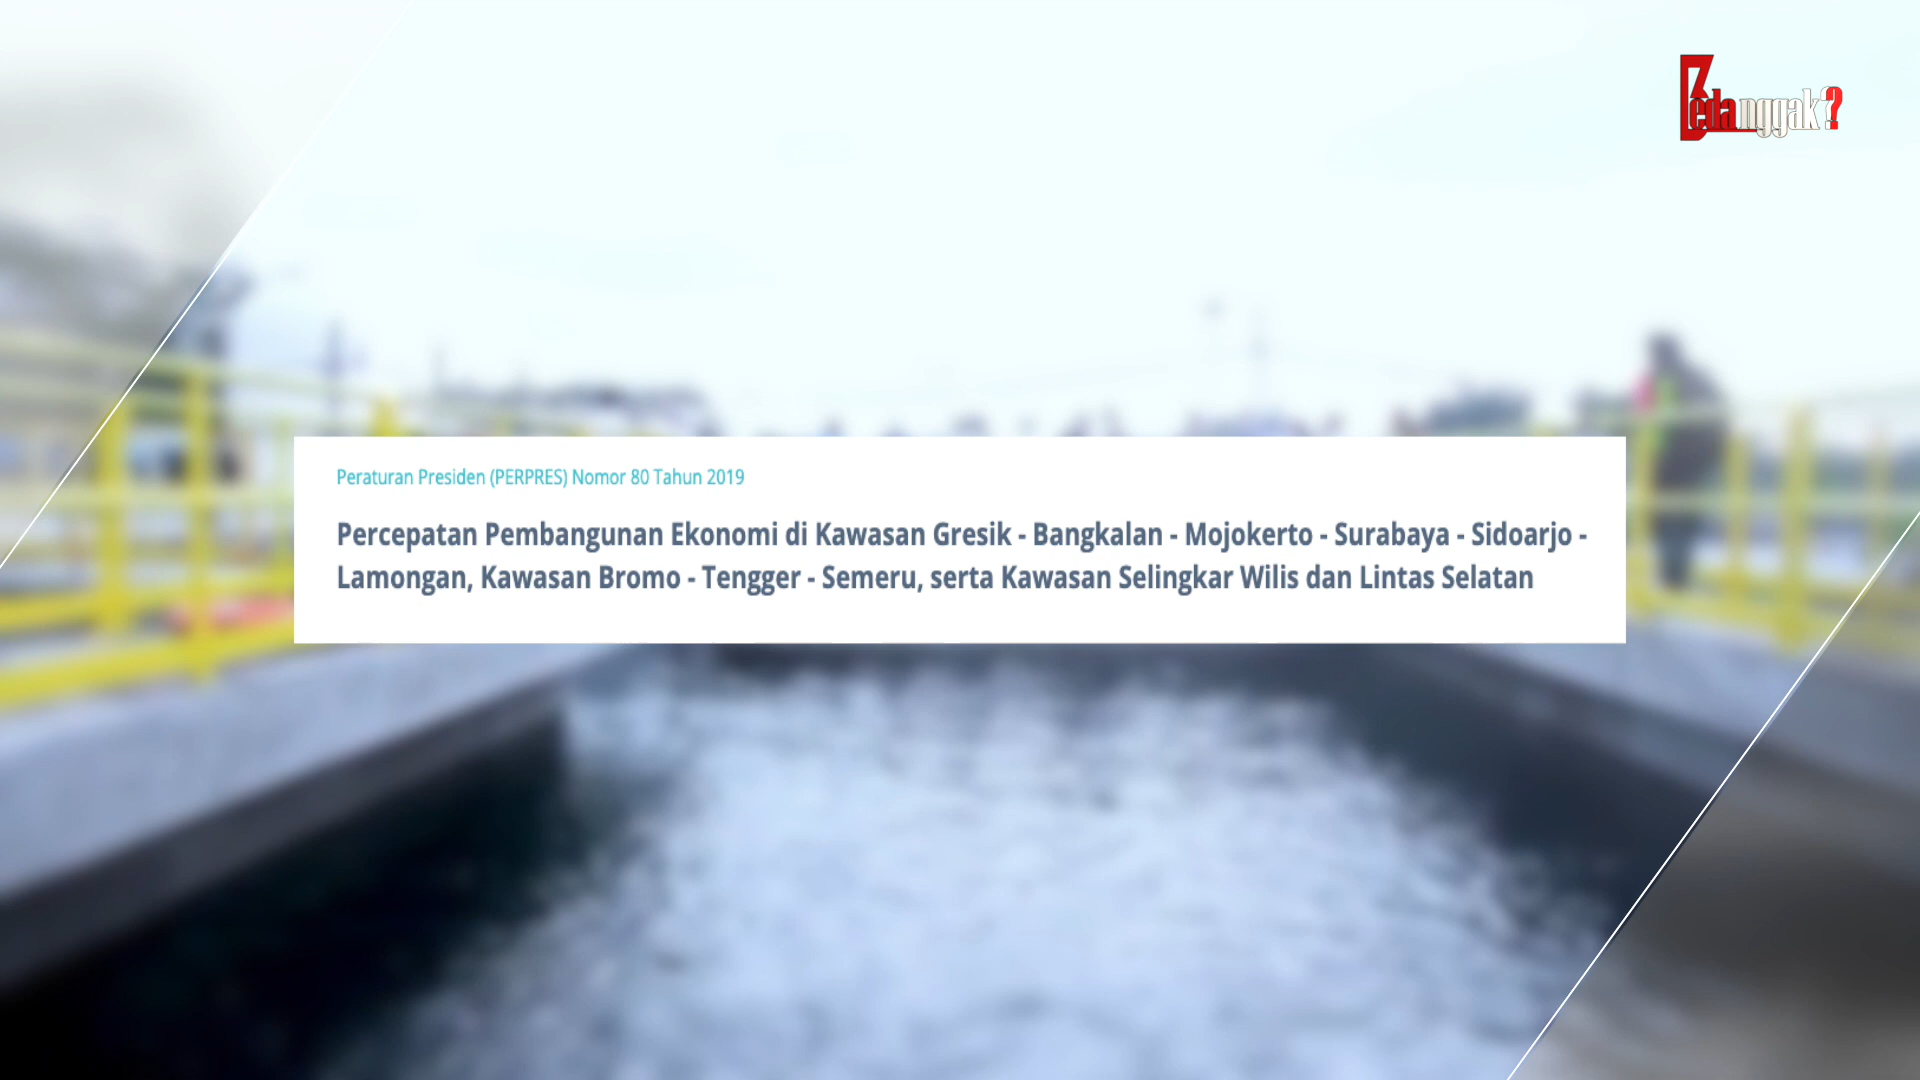 Bedanggak?
Peraturan Presiden (PERPRES) Nomor 80 Tahun 2019
Percepatan Pembangunan Ekonomi di Kawasan Gresik - Bangkalan - Mojokerto - Surabaya - Sidoarjo -
Lamongan, Kawasan Bromo - Tengger - Semeru, serta Kawasan Selingkar Wilis dan Lintas Selatan